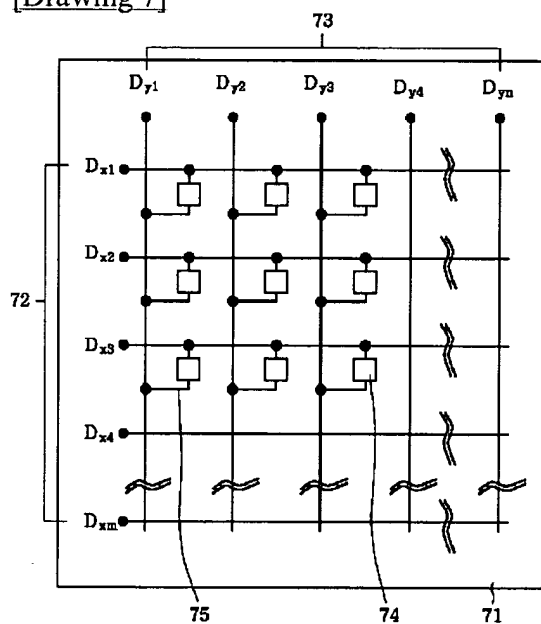 [Drawing 7]
73
Dy1 Dy2 Dy3 Dy4 Dyn
Dx1
Dx2
72
Dx3
Dx4
Dxm
75 74 71